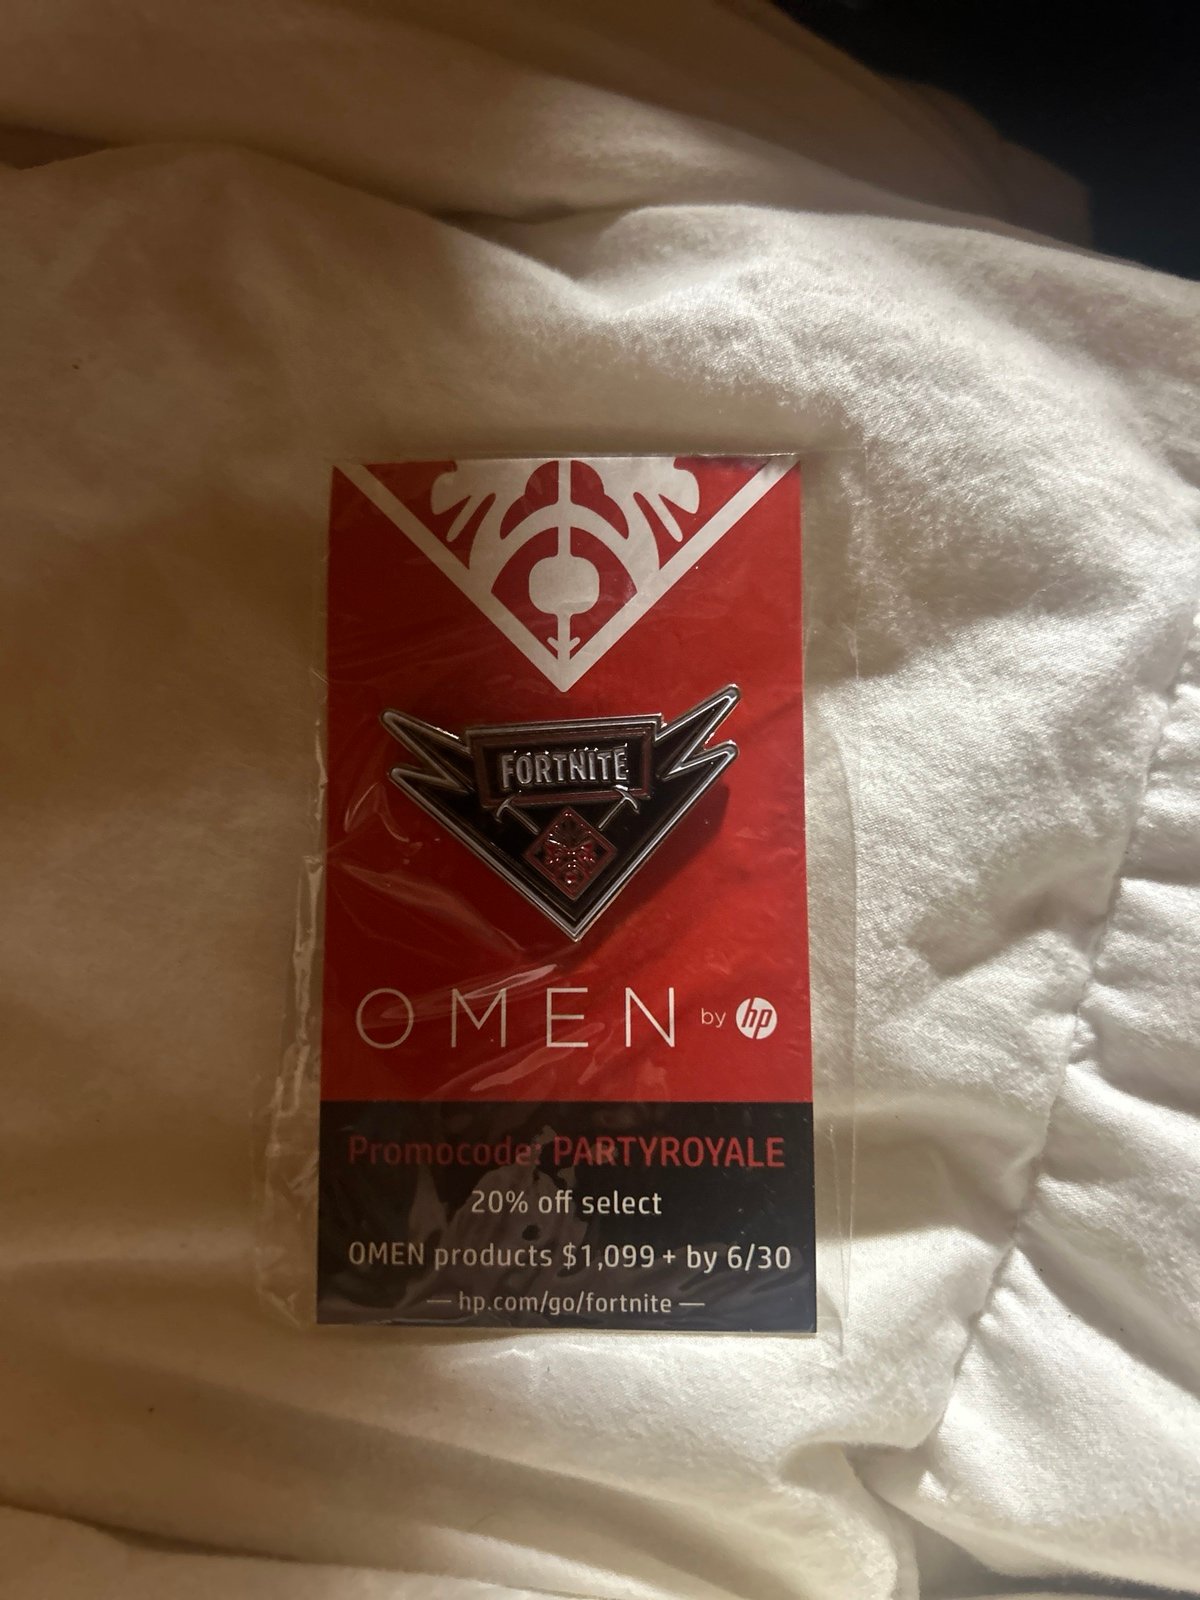 FORTNITE
OMEN by hp
Promocode: PARTYROYALE
20% off select
OMEN products $1,099+ by 6/30
— hp.com/go/fortnite —